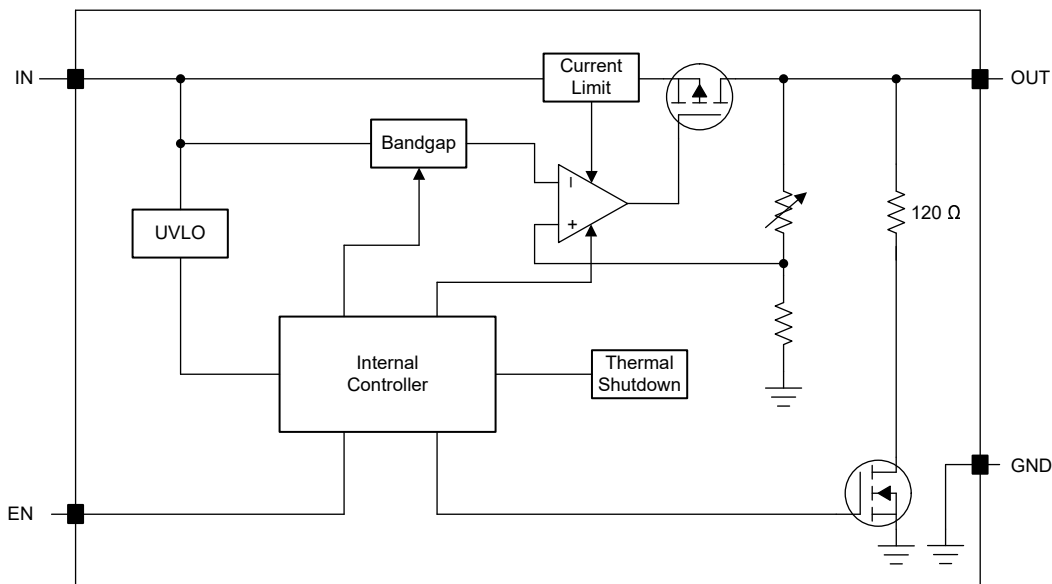 IN
Current
Limit
OUT
Bandgap
–
+
120 Ω
UVLO
Internal
Controller
Thermal
Shutdown
GND
EN